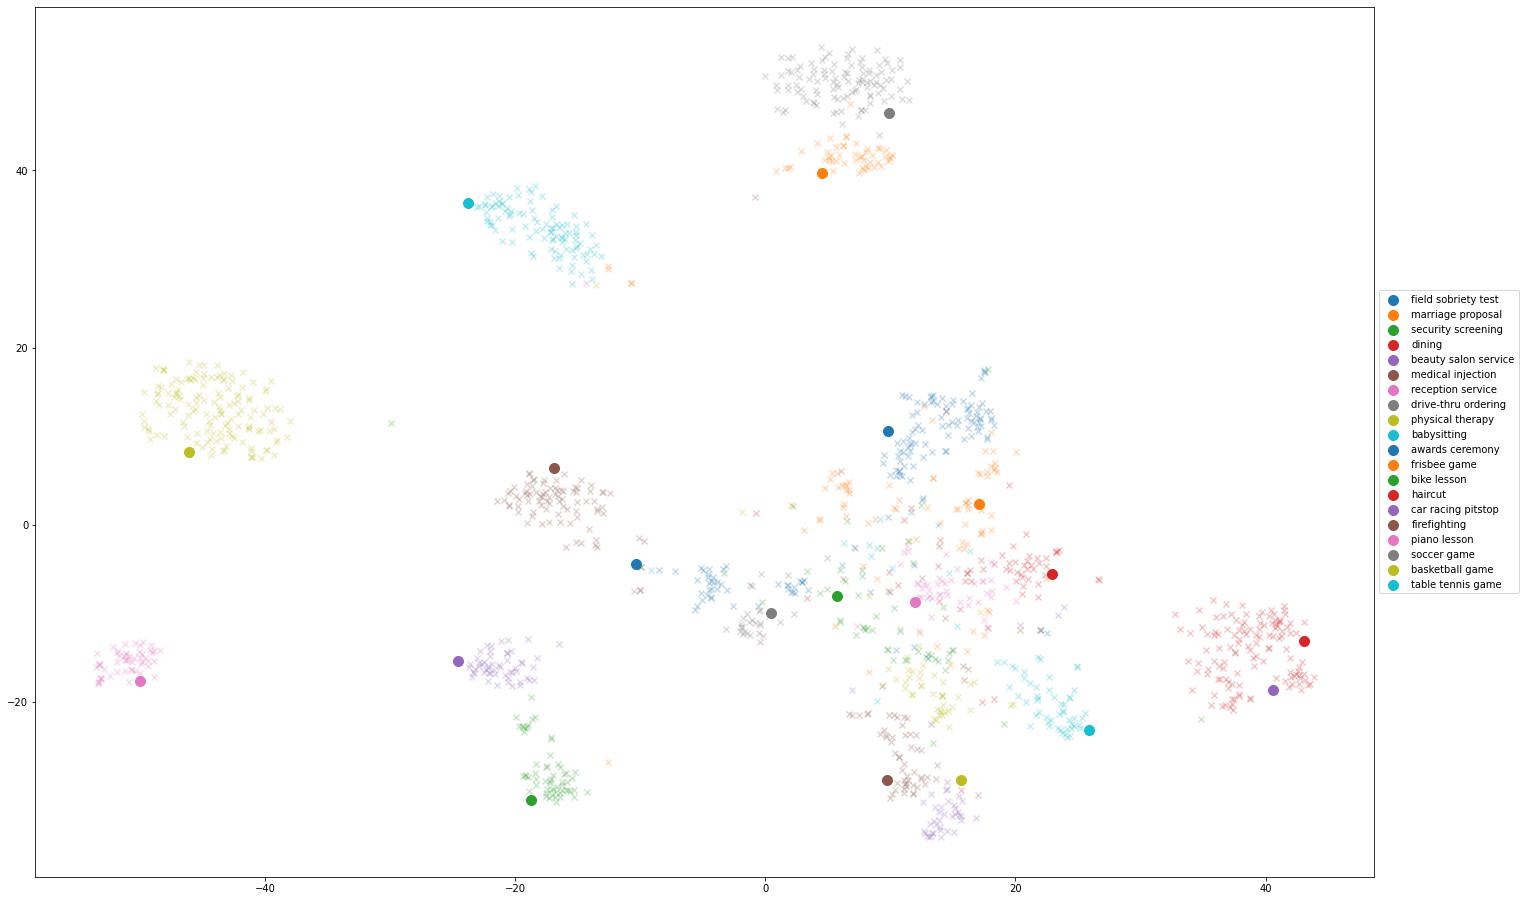 40
20
0
−20
−40
−20
0
20
40
field sobriety test
marriage proposal
security screening
dining
beauty salon service
medical injection
reception service
drive-thru ordering
physical therapy
babysitting
awards ceremony
frisbee game
bike lesson
haircut
car racing pitstop
firefighting
piano lesson
soccer game
basketball game
table tennis game